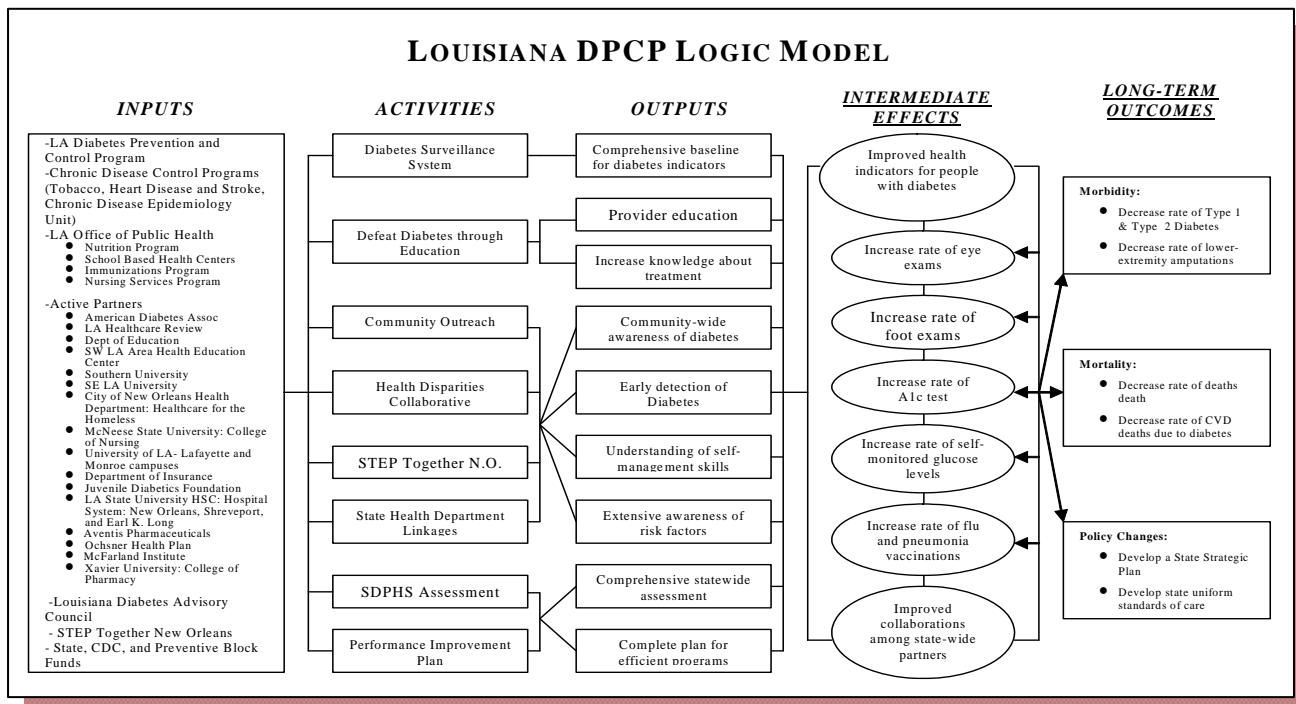 LOUISIANA DPCP LOGIC MODEL
INPUTS
-LA Diabetes Prevention and
Control Program
-Chronic Disease Control Programs
(Tobacco, Heart Disease and Stroke,
Chronic Disease Epidemiology
Unit)
-LA Office of Public Health
● Nutrition Program
● School Based Health Centers
● Immunizations Program
● Nursing Services Program
-Active Partners
● American Diabetes Assoc
● LA Healthcare Review
● Dept of Education
● SW LA Area Health Education
Center
● Southern University
● SE LA University
● City of New Orleans Health
Department: Healthcare for the
Homeless
● McNeese State University: College
of Nursing
● University of LA- Lafayette and
Monroe campuses
● Department of Insurance
● Juvenile Diabetics Foundation
● LA State University HSC: Hospital
System: New Orleans, Shreveport,
and Earl K. Long
● Aventis Pharmaceuticals
● Ochsner Health Plan
● McFarland Institute
● Xavier University: College of
Pharmacy
-Louisiana Diabetes Advisory
Council
- STEP Together New Orleans
- State, CDC, and Preventive Block
Funds
ACTIVITIES
Diabetes Surveillance
System
Defeat Diabetes through
Education
Community Outreach
Health Disparities
Collaborative
STEP Together N.O.
State Health Department
Linkages
SDPHS Assessment
Performance Improvement
Plan
OUTPUTS
Comprehensive baseline
for diabetes indicators
Provider education
Increase knowledge about
treatment
Community-wide
awareness of diabetes
Early detection of
Diabetes
Understanding of self-
management skills
Extensive awareness of
risk factors
Comprehensive statewide
assessment
Complete plan for
efficient programs
INTERMEDIATE
EFFECTS
Improved health
indicators for people
with diabetes
Increase rate of eye
exams
Increase rate of
foot exams
Increase rate of
A1c test
Increase rate of self-
monitored glucose
levels
Increase rate of flu
and pneumonia
vaccinations
Improved
collaborations
among state-wide
partners
LONG-TERM
OUTCOMES
Morbidity:
● Decrease rate of Type 1
& Type 2 Diabetes
● Decrease rate of lower-
extremity amputations
Mortality:
● Decrease rate of deaths
death
● Decrease rate of CVD
deaths due to diabetes
Policy Changes:
● Develop a State Strategic
Plan
● Develop state uniform
standards of care